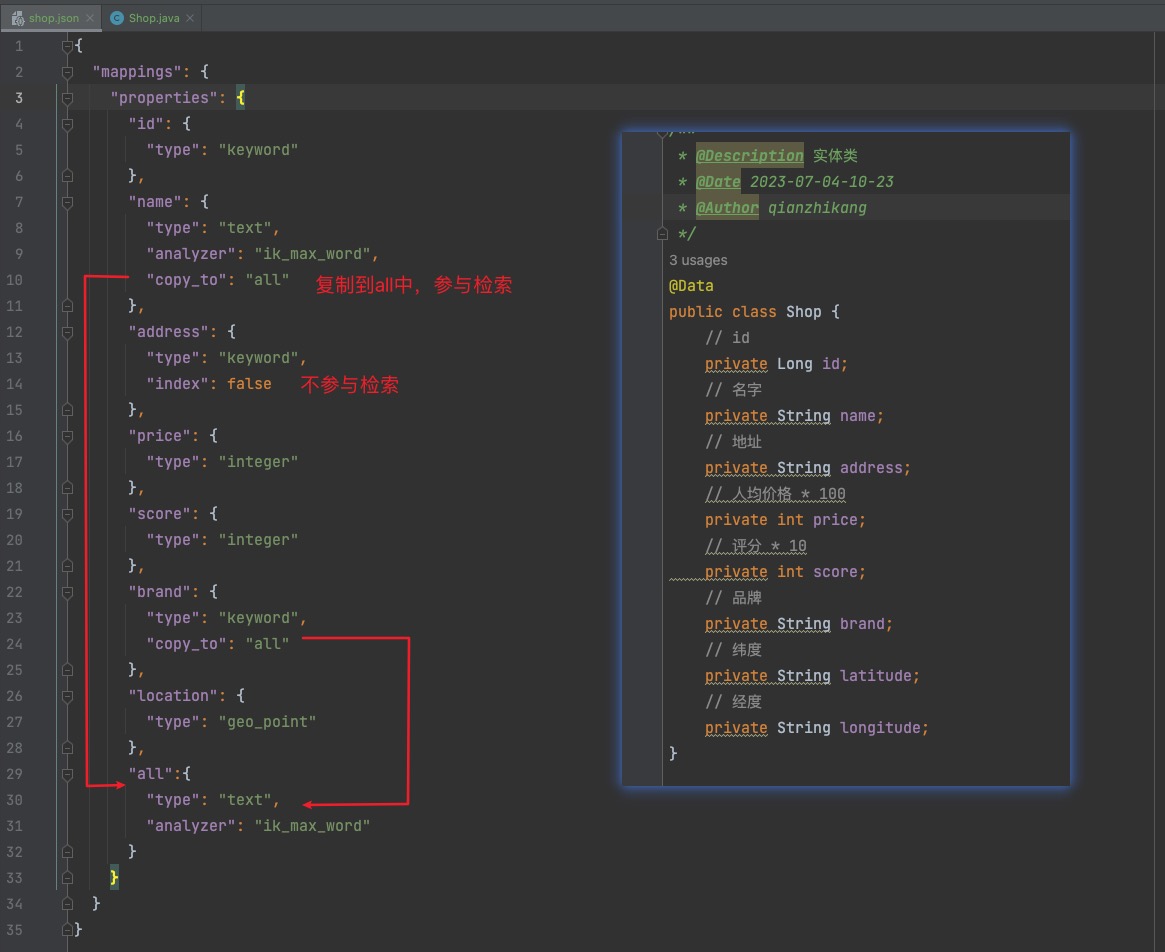 shop.json
Shop.java
1 {
2 "mappings": {
3 "properties": {
4 "id": {
5 "type": "keyword"
6 },
7 "name": {
8 "type": "text",
9 "analyzer": "ik_max_word",
10 "copy_to": "all" 复制到all中，参与检索
11 },
12 "address": {
13 "type": "keyword",
14 "index": false 不参与检索
15 },
16 "price": {
17 "type": "integer"
18 },
19 "score": {
20 "type": "integer"
21 },
22 "brand": {
23 "type": "keyword",
24 "copy_to": "all"
25 },
26 "location": {
27 "type": "geo_point"
28 },
29 "all":{
30 "type": "text",
31 "analyzer": "ik_max_word"
32 }
33 }
34 }
35 }
/**
* @Description 实体类
* @Date 2023-07-04-10-23
* @Author qianzhikang
*/
3 usages
@Data
public class Shop {
// id
private Long id;
// 名字
private String name;
// 地址
private String address;
// 人均价格 * 100
private int price;
// 评分 * 10
private int score;
// 品牌
private String brand;
// 纬度
private String latitude;
// 经度
private String longitude;
}